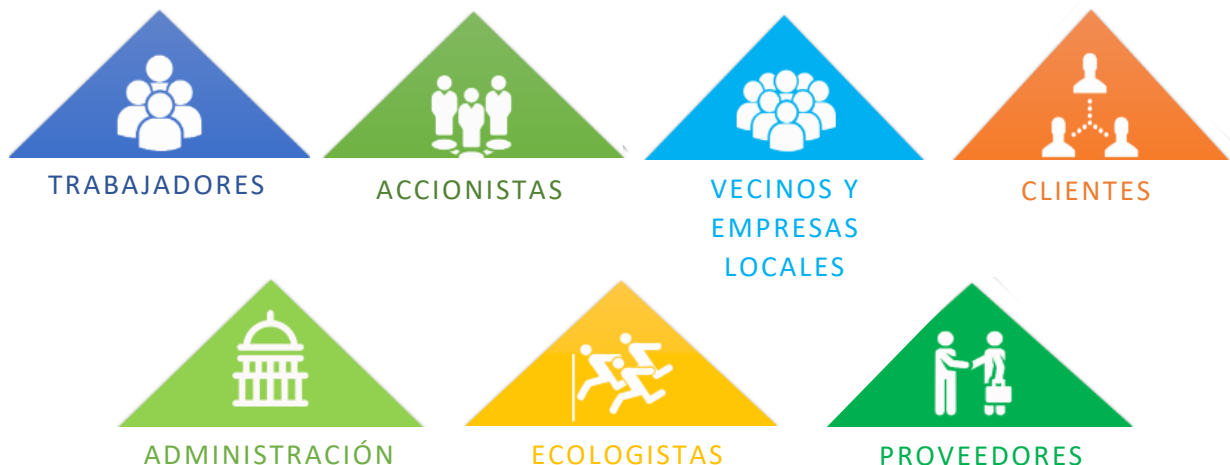 TRABAJADORES
ACCIONISTAS
VECINOS Y
EMPRESAS
LOCALES
CLIENTES
ADMINISTRACIÓN
ECOLOGISTAS
PROVEEDORES